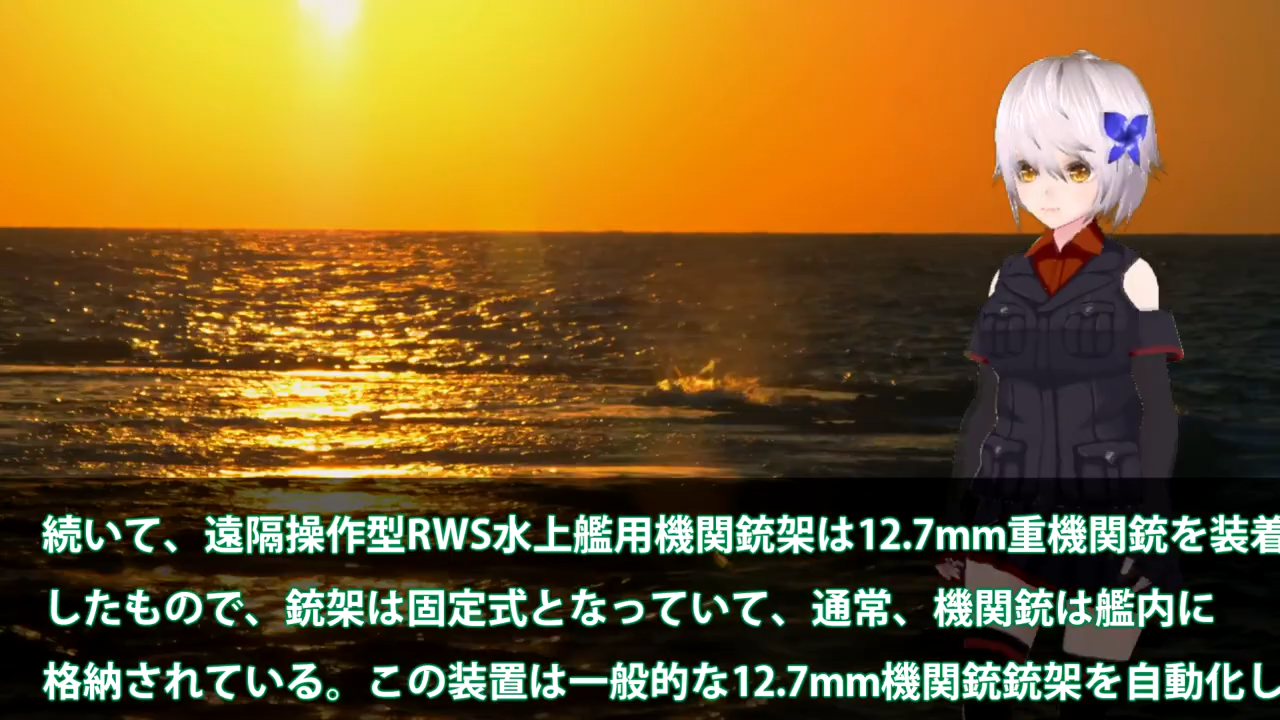 続いて、遠隔操作型RWS水上艦用機関銃架は12.7mm重機関銃を装着
したもので、銃架は固定式となっていて、通常、機関銃は艦内に
格納されている。この装置は一般的な12.7mm機関銃銃架を自動化し